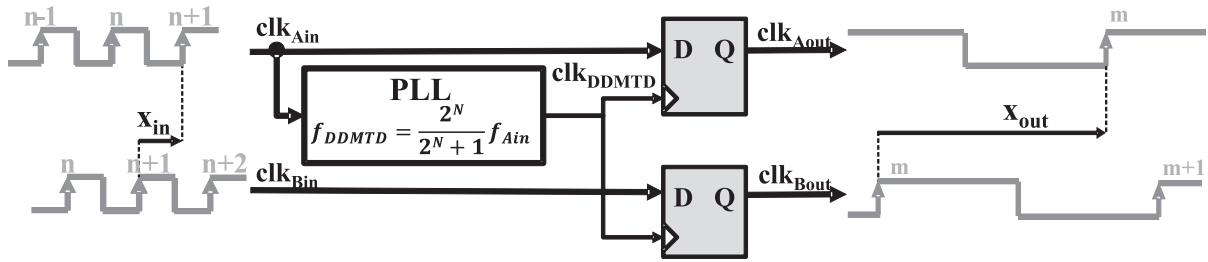 n-1 n n+1
clk_Ain
D Q
clk_Aout
m
clk_DDMTD
PLL
f_DDMTD = 2^N / (2^N + 1) f_Ain
x_in
x_out
n n+1 n+2
clk_Bin
D Q
clk_Bout
m
m+1